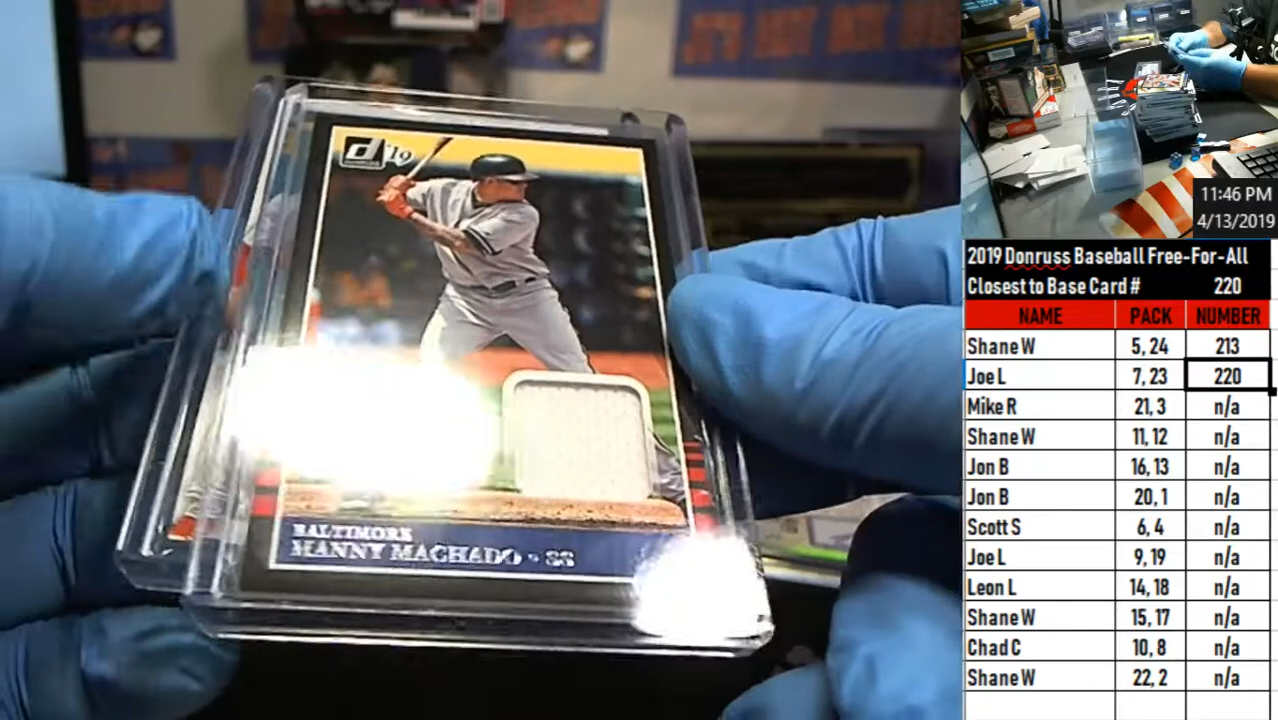 '19
BALTIMORE
MANNY MACHADO • SS
11:46 PM
4/13/2019
2019 Donruss Baseball Free-For-All
Closest to Base Card # 220
NAME PACK NUMBER
Shane W 5, 24 213
Joe L 7, 23 220
Mike R 21, 3 n/a
Shane W 11, 12 n/a
Jon B 16, 13 n/a
Jon B 20, 1 n/a
Scott S 6, 4 n/a
Joe L 9, 19 n/a
Leon L 14, 18 n/a
Shane W 15, 17 n/a
Chad C 10, 8 n/a
Shane W 22, 2 n/a